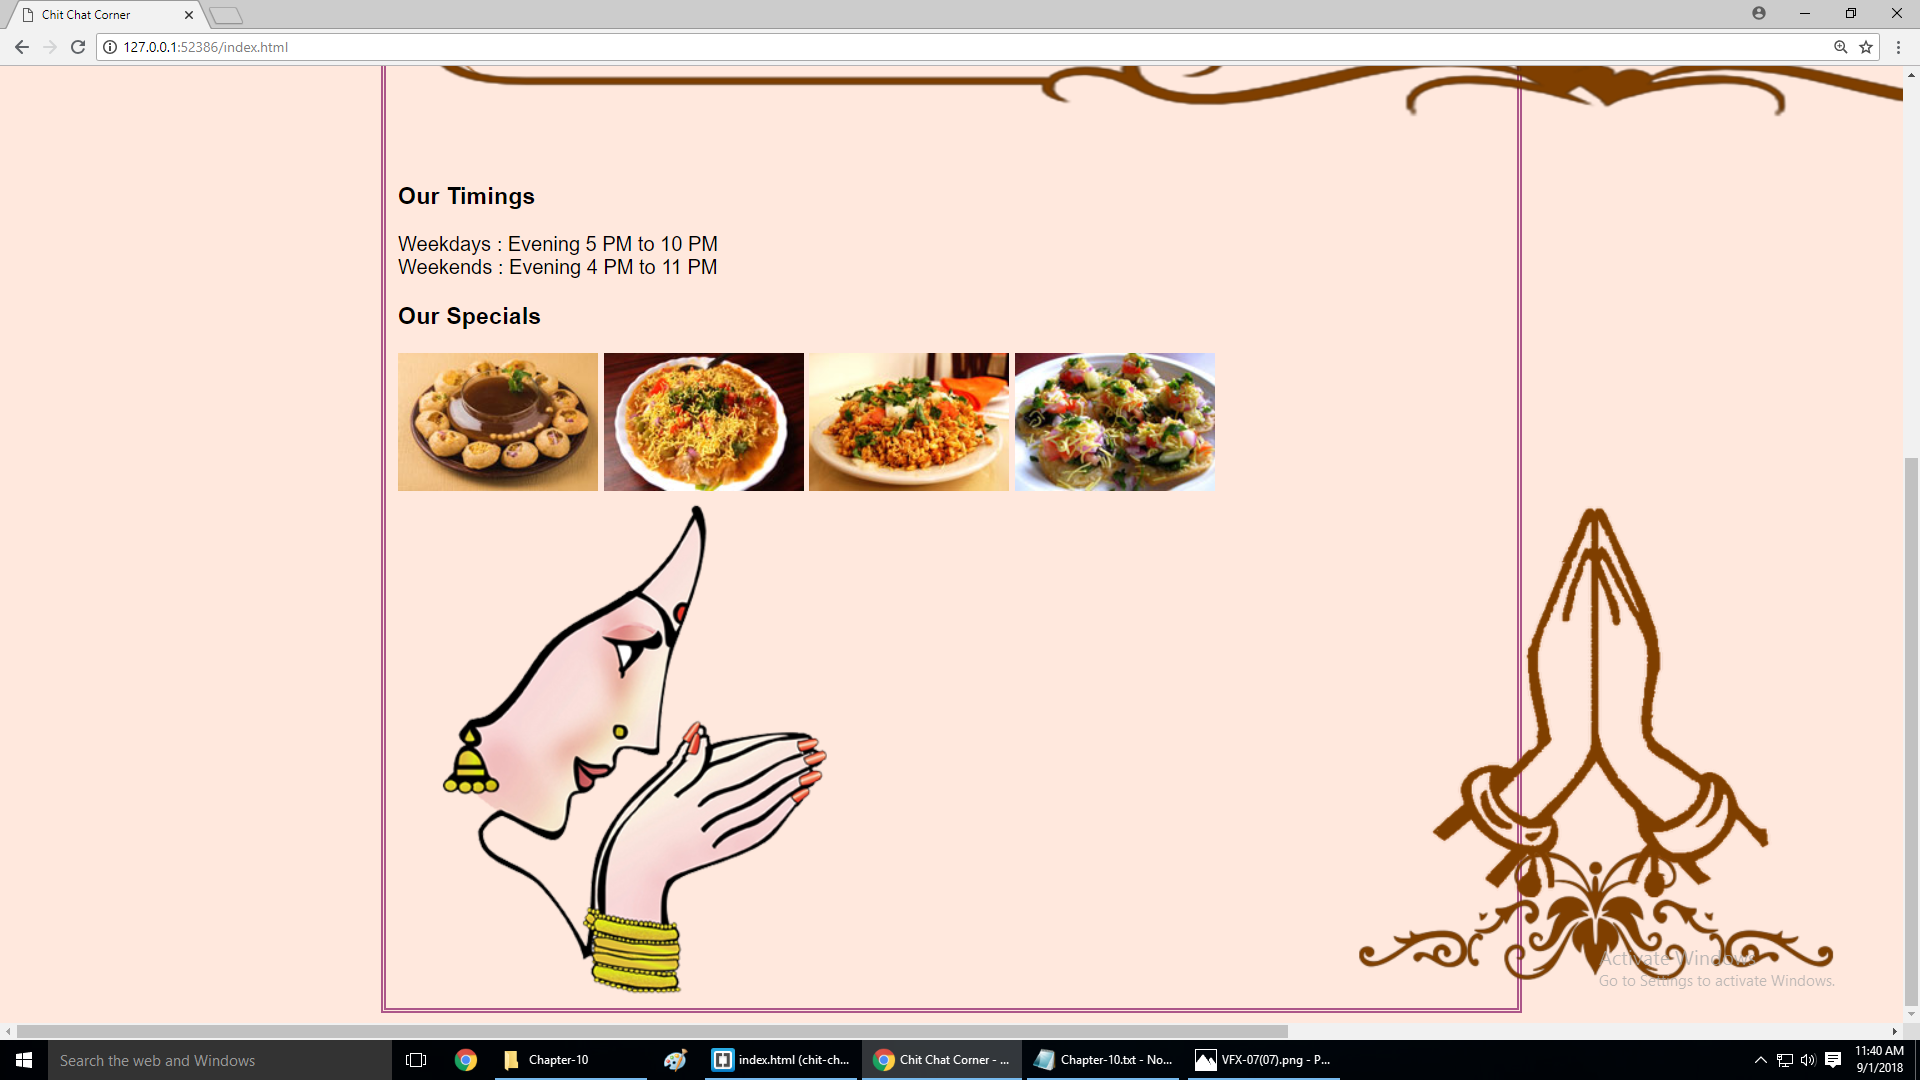 Chit Chat Corner
127.0.0.1:52386/index.html
Our Timings
Weekdays : Evening 5 PM to 10 PM
Weekends : Evening 4 PM to 11 PM
Our Specials
Activate Windows
Go to Settings to activate Windows.
Search the web and Windows
Chapter-10
index.html (chit-ch...
Chit Chat Corner - ...
Chapter-10.txt - No...
VFX-07(07).png - P...
11:40 AM
9/1/2018